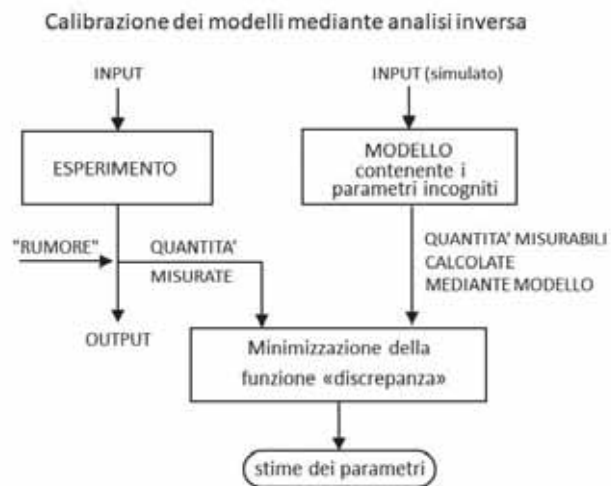 Calibrazione dei modelli mediante analisi inversa
INPUT
INPUT (simulato)
ESPERIMENTO
MODELLO
contenente i
parametri incogniti
"RUMORE"
QUANTITA'
MISURATE
QUANTITA' MISURABILI
CALCOLATE
MEDIANTE MODELLO
OUTPUT
Minimizzazione della
funzione «discrepanza»
stime dei parametri